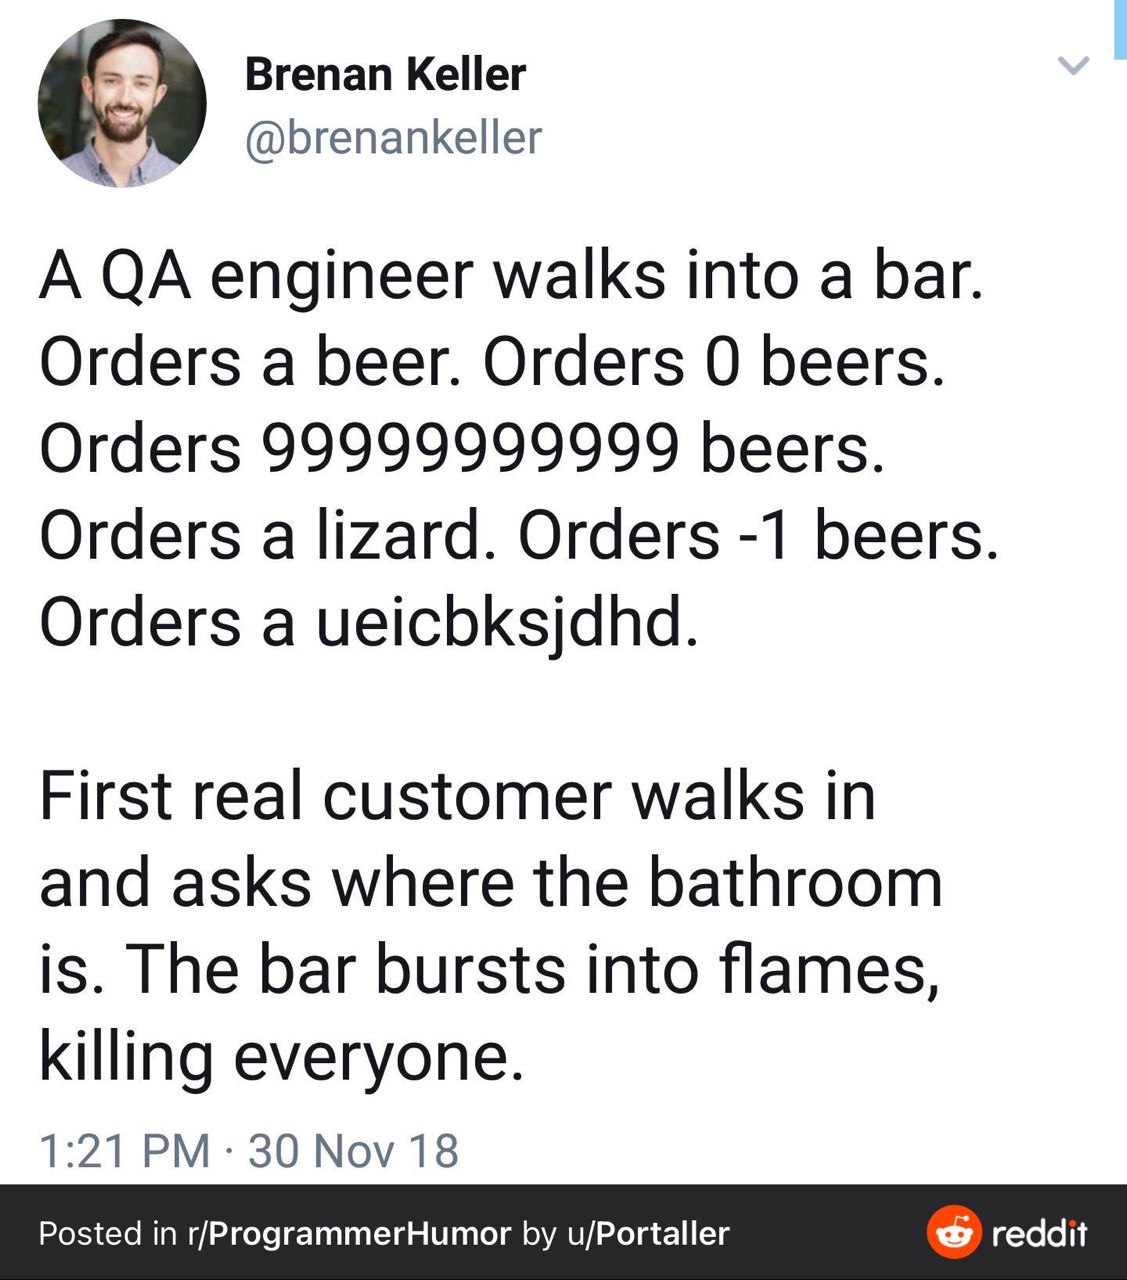 Brenan Keller
@brenankeller
A QA engineer walks into a bar.
Orders a beer. Orders 0 beers.
Orders 99999999999 beers.
Orders a lizard. Orders -1 beers.
Orders a ueicbksjdhd.
First real customer walks in
and asks where the bathroom
is. The bar bursts into flames,
killing everyone.
1:21 PM · 30 Nov 18
Posted in r/ProgrammerHumor by u/Portaller
reddit